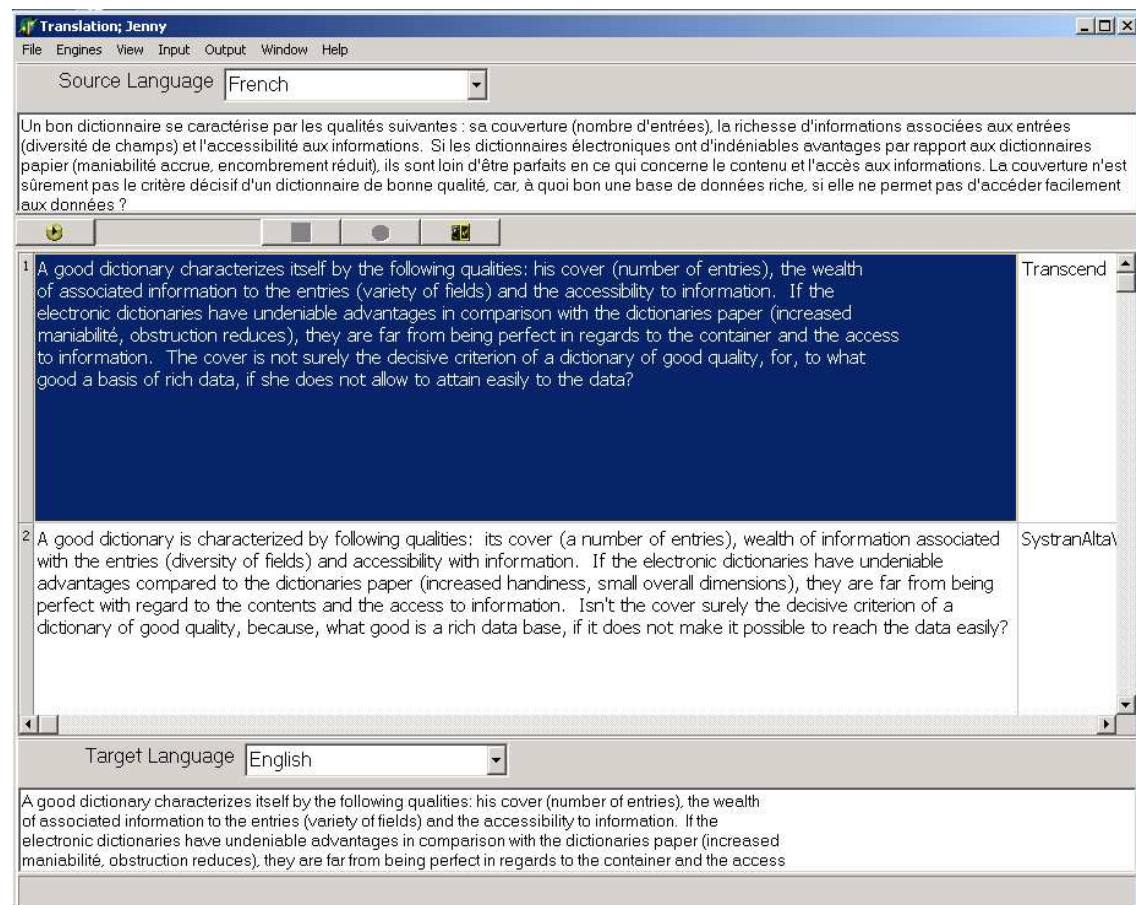 Translation; Jenny
File Engines View Input Output Window Help
Source Language French
Un bon dictionnaire se caractérise par les qualités suivantes : sa couverture (nombre d'entrées), la richesse d'informations associées aux entrées
(diversité de champs) et l'accessibilité aux informations. Si les dictionnaires électroniques ont d'indéniables avantages par rapport aux dictionnaires
papier (maniabilité accrue, encombrement réduit), ils sont loin d'être parfaits en ce qui concerne le contenu et l'accès aux informations. La couverture n'est
sûrement pas le critère décisif d'un dictionnaire de bonne qualité, car, à quoi bon une base de données riche, si elle ne permet pas d'accéder facilement
aux données ?
1 A good dictionary characterizes itself by the following qualities: his cover (number of entries), the wealth Transcend
of associated information to the entries (variety of fields) and the accessibility to information. If the
electronic dictionaries have undeniable advantages in comparison with the dictionaries paper (increased
maniabilité, obstruction reduces), they are far from being perfect in regards to the container and the access
to information. The cover is not surely the decisive criterion of a dictionary of good quality, for, to what
good a basis of rich data, if she does not allow to attain easily to the data?
2 A good dictionary is characterized by following qualities: its cover (a number of entries), wealth of information associated SystranAltaV
with the entries (diversity of fields) and accessibility with information. If the electronic dictionaries have undeniable
advantages compared to the dictionaries paper (increased handiness, small overall dimensions), they are far from being
perfect with regard to the contents and the access to information. Isn't the cover surely the decisive criterion of a
dictionary of good quality, because, what good is a rich data base, if it does not make it possible to reach the data easily?
Target Language English
A good dictionary characterizes itself by the following qualities: his cover (number of entries), the wealth
of associated information to the entries (variety of fields) and the accessibility to information. If the
electronic dictionaries have undeniable advantages in comparison with the dictionaries paper (increased
maniabilité, obstruction reduces), they are far from being perfect in regards to the container and the access